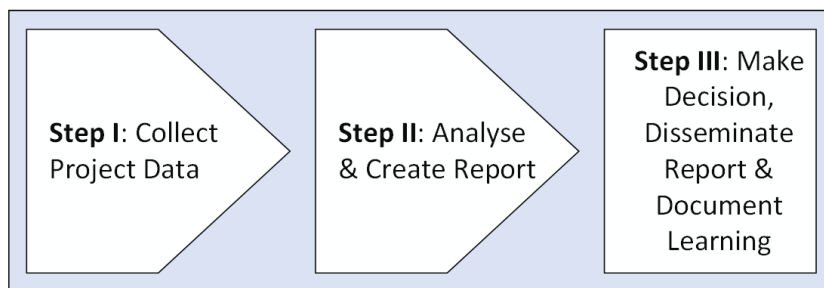 Step I: Collect
Project Data
Step II: Analyse
& Create Report
Step III: Make
Decision,
Disseminate
Report &
Document
Learning